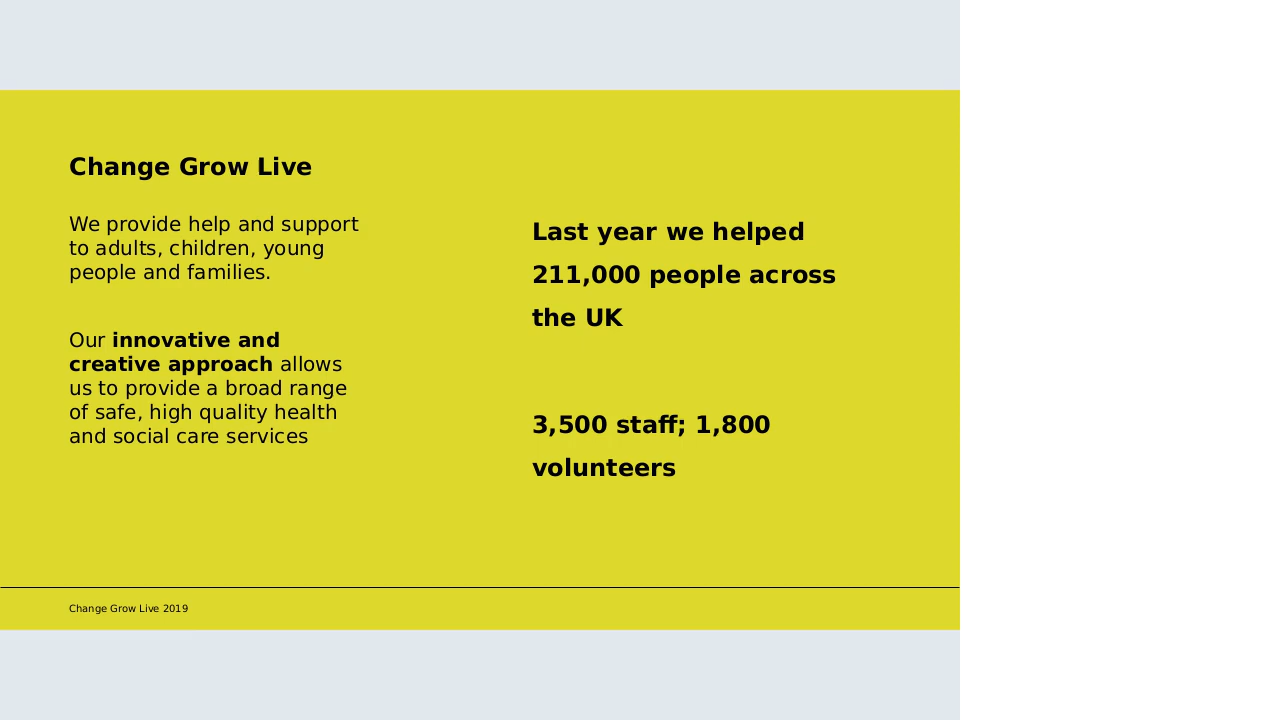 Change Grow Live
We provide help and support
to adults, children, young
people and families.
Our innovative and
creative approach allows
us to provide a broad range
of safe, high quality health
and social care services
Last year we helped
211,000 people across
the UK
3,500 staff; 1,800
volunteers
Change Grow Live 2019